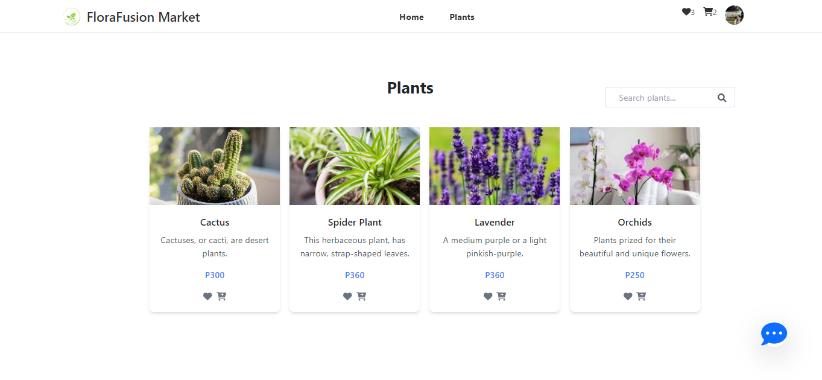 FloraFusion Market
Home
Plants
3
2
Plants
Search plants...
Cactus
Cactuses, or cacti, are desert
plants.
P300
Spider Plant
This herbaceous plant, has
narrow, strap-shaped leaves.
P360
Lavender
A medium purple or a light
pinkish-purple.
P360
Orchids
Plants prized for their
beautiful and unique flowers.
P250